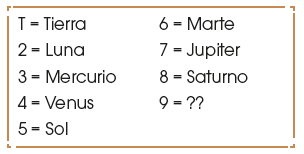 T = Tierra
2 = Luna
3 = Mercurio
4 = Venus
5 = Sol
6 = Marte
7 = Jupiter
8 = Saturno
9 = ??